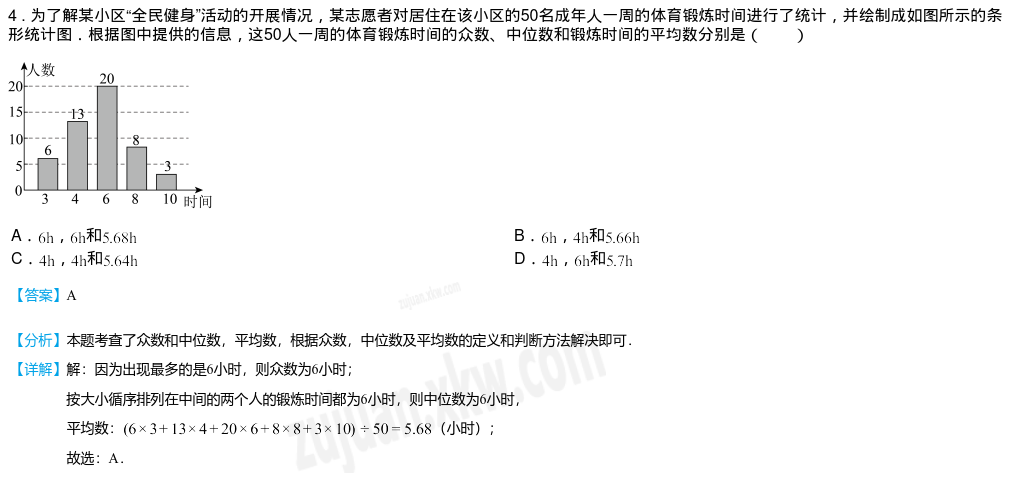 4．为了解某小区“全民健身”活动的开展情况，某志愿者对居住在该小区的50名成年人一周的体育锻炼时间进行了统计，并绘制成如图所示的条
形统计图．根据图中提供的信息，这50人一周的体育锻炼时间的众数、中位数和锻炼时间的平均数分别是（　　）
人数
20
15
10
5
0
6
13
20
8
3
3 4 6 8 10 时间
A．6h，6h和5.68h
B．6h，4h和5.66h
C．4h，4h和5.64h
D．4h，6h和5.7h
【答案】A
【分析】本题考查了众数和中位数，平均数，根据众数，中位数及平均数的定义和判断方法解决即可．
【详解】解：因为出现最多的是6小时，则众数为6小时；
按大小循序排列在中间的两个人的锻炼时间都为6小时，则中位数为6小时，
平均数：(6×3+13×4+20×6+8×8+3×10)÷50=5.68（小时）；
故选：A．
zujuan.xkw.com
zujuan.xkw.com